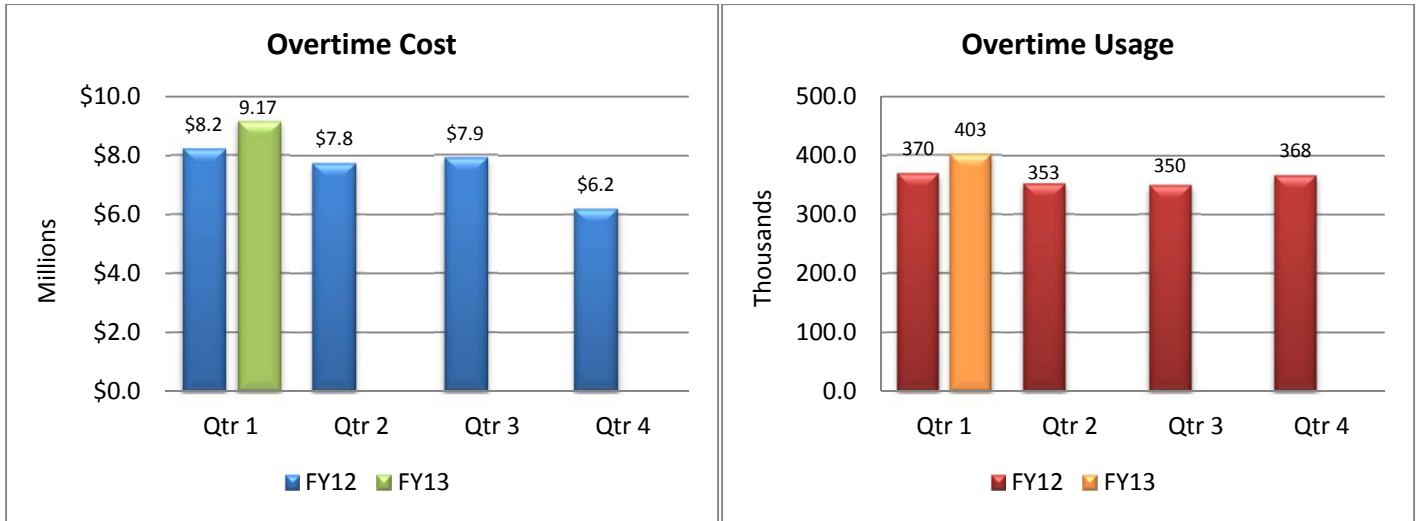 Overtime Cost
Millions
$10.0
$8.0
$6.0
$4.0
$2.0
$0.0
$8.2
9.17
$7.8
$7.9
$6.2
Qtr 1
Qtr 2
Qtr 3
Qtr 4
FY12
FY13
Overtime Usage
Thousands
500.0
400.0
300.0
200.0
100.0
0.0
370
403
353
350
368
Qtr 1
Qtr 2
Qtr 3
Qtr 4
FY12
FY13